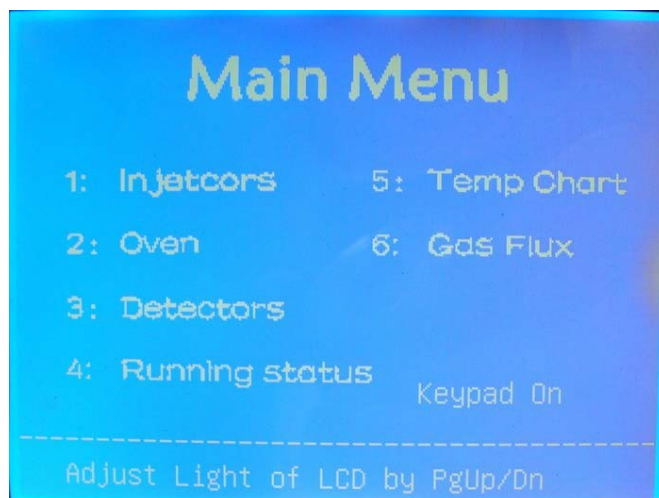 Main Menu
1: Injetcors
5: Temp Chart
2: Oven
6: Gas Flux
3: Detectors
4: Running status
Keypad On
Adjust Light of LCD by PgUp/Dn